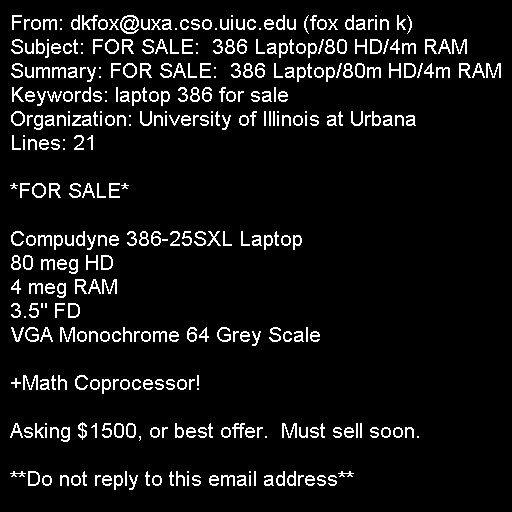 From: dkfox@uxa.cso.uiuc.edu (fox darin k)
Subject: FOR SALE:  386 Laptop/80 HD/4m RAM
Summary: FOR SALE:  386 Laptop/80m HD/4m RAM
Keywords: laptop 386 for sale
Organization: University of Illinois at Urbana
Lines: 21

*FOR SALE*

Compudyne 386-25SXL Laptop
80 meg HD
4 meg RAM
3.5" FD
VGA Monochrome 64 Grey Scale

+Math Coprocessor!

Asking $1500, or best offer.  Must sell soon.

**Do not reply to this email address**